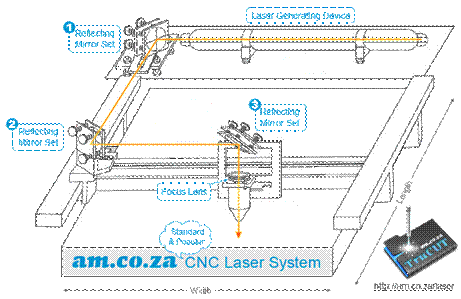 Laser Generating Device
1
Reflecting
Mirror Set
2
Reflecting
Mirror Set
3
Reflecting
Mirror Set
Focus Lens
Standard
& Popular
am.co.za CNC Laser System
Length
Width
TruCUT
http://am.co.za/laser